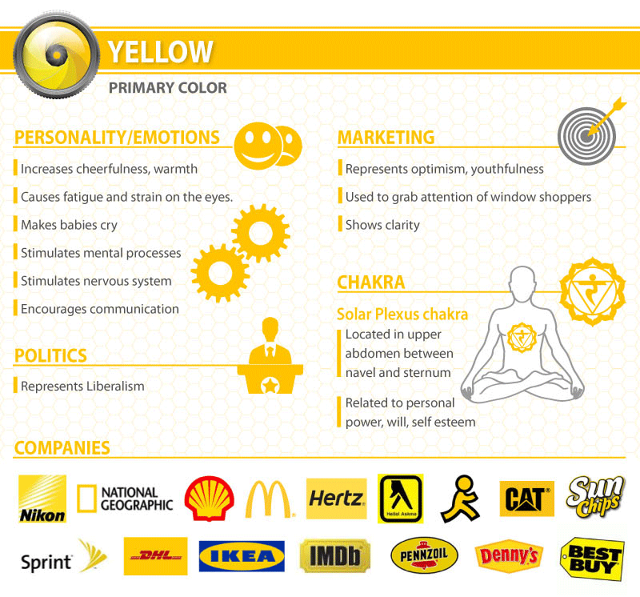 YELLOW
PRIMARY COLOR
PERSONALITY/EMOTIONS
Increases cheerfulness, warmth
Causes fatigue and strain on the eyes.
Makes babies cry
Stimulates mental processes
Stimulates nervous system
Encourages communication
POLITICS
Represents Liberalism
MARKETING
Represents optimism, youthfulness
Used to grab attention of window shoppers
Shows clarity
CHAKRA
Solar Plexus chakra
Located in upper
abdomen between
navel and sternum
Related to personal
power, will, self esteem
COMPANIES
Nikon
NATIONAL
GEOGRAPHIC
Hertz
CAT
Sun
Chips
Sprint
DHL
IKEA
IMDb
PENNZOIL
Denny's
BEST
BUY